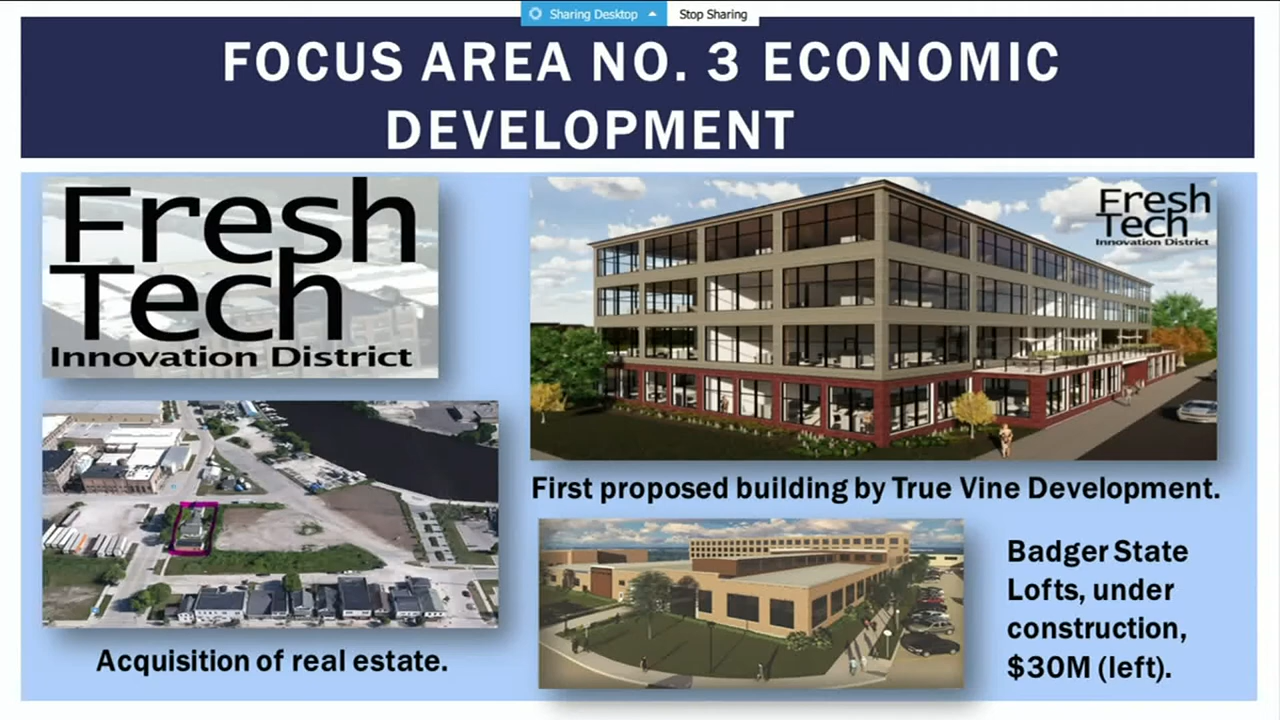 Sharing Desktop Stop Sharing
FOCUS AREA NO. 3 ECONOMIC
DEVELOPMENT
Fresh
Tech
Innovation District
Fresh
Tech
Innovation District
First proposed building by True Vine Development.
Badger State
Lofts, under
construction,
$30M (left).
Acquisition of real estate.